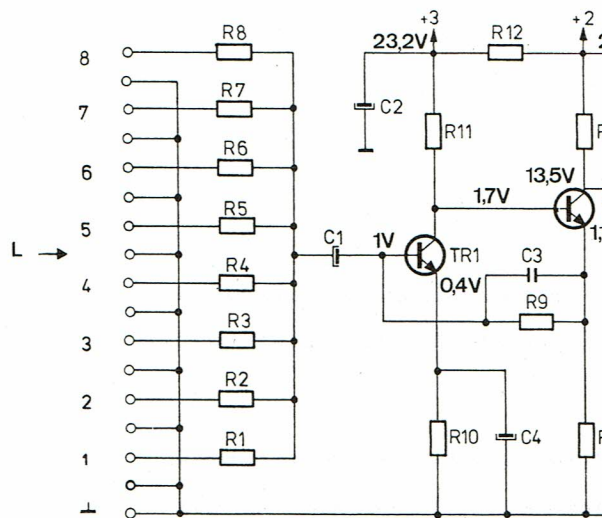 +3
+2
23,2V
R12
8
R8
C2
R11
R
7
R7
6
R6
13,5V
1,7V
5
R5
L
C1
1V
TR1
C3
0,4V
4
R4
R9
3
R3
2
R2
1
R1
R10
C4
R